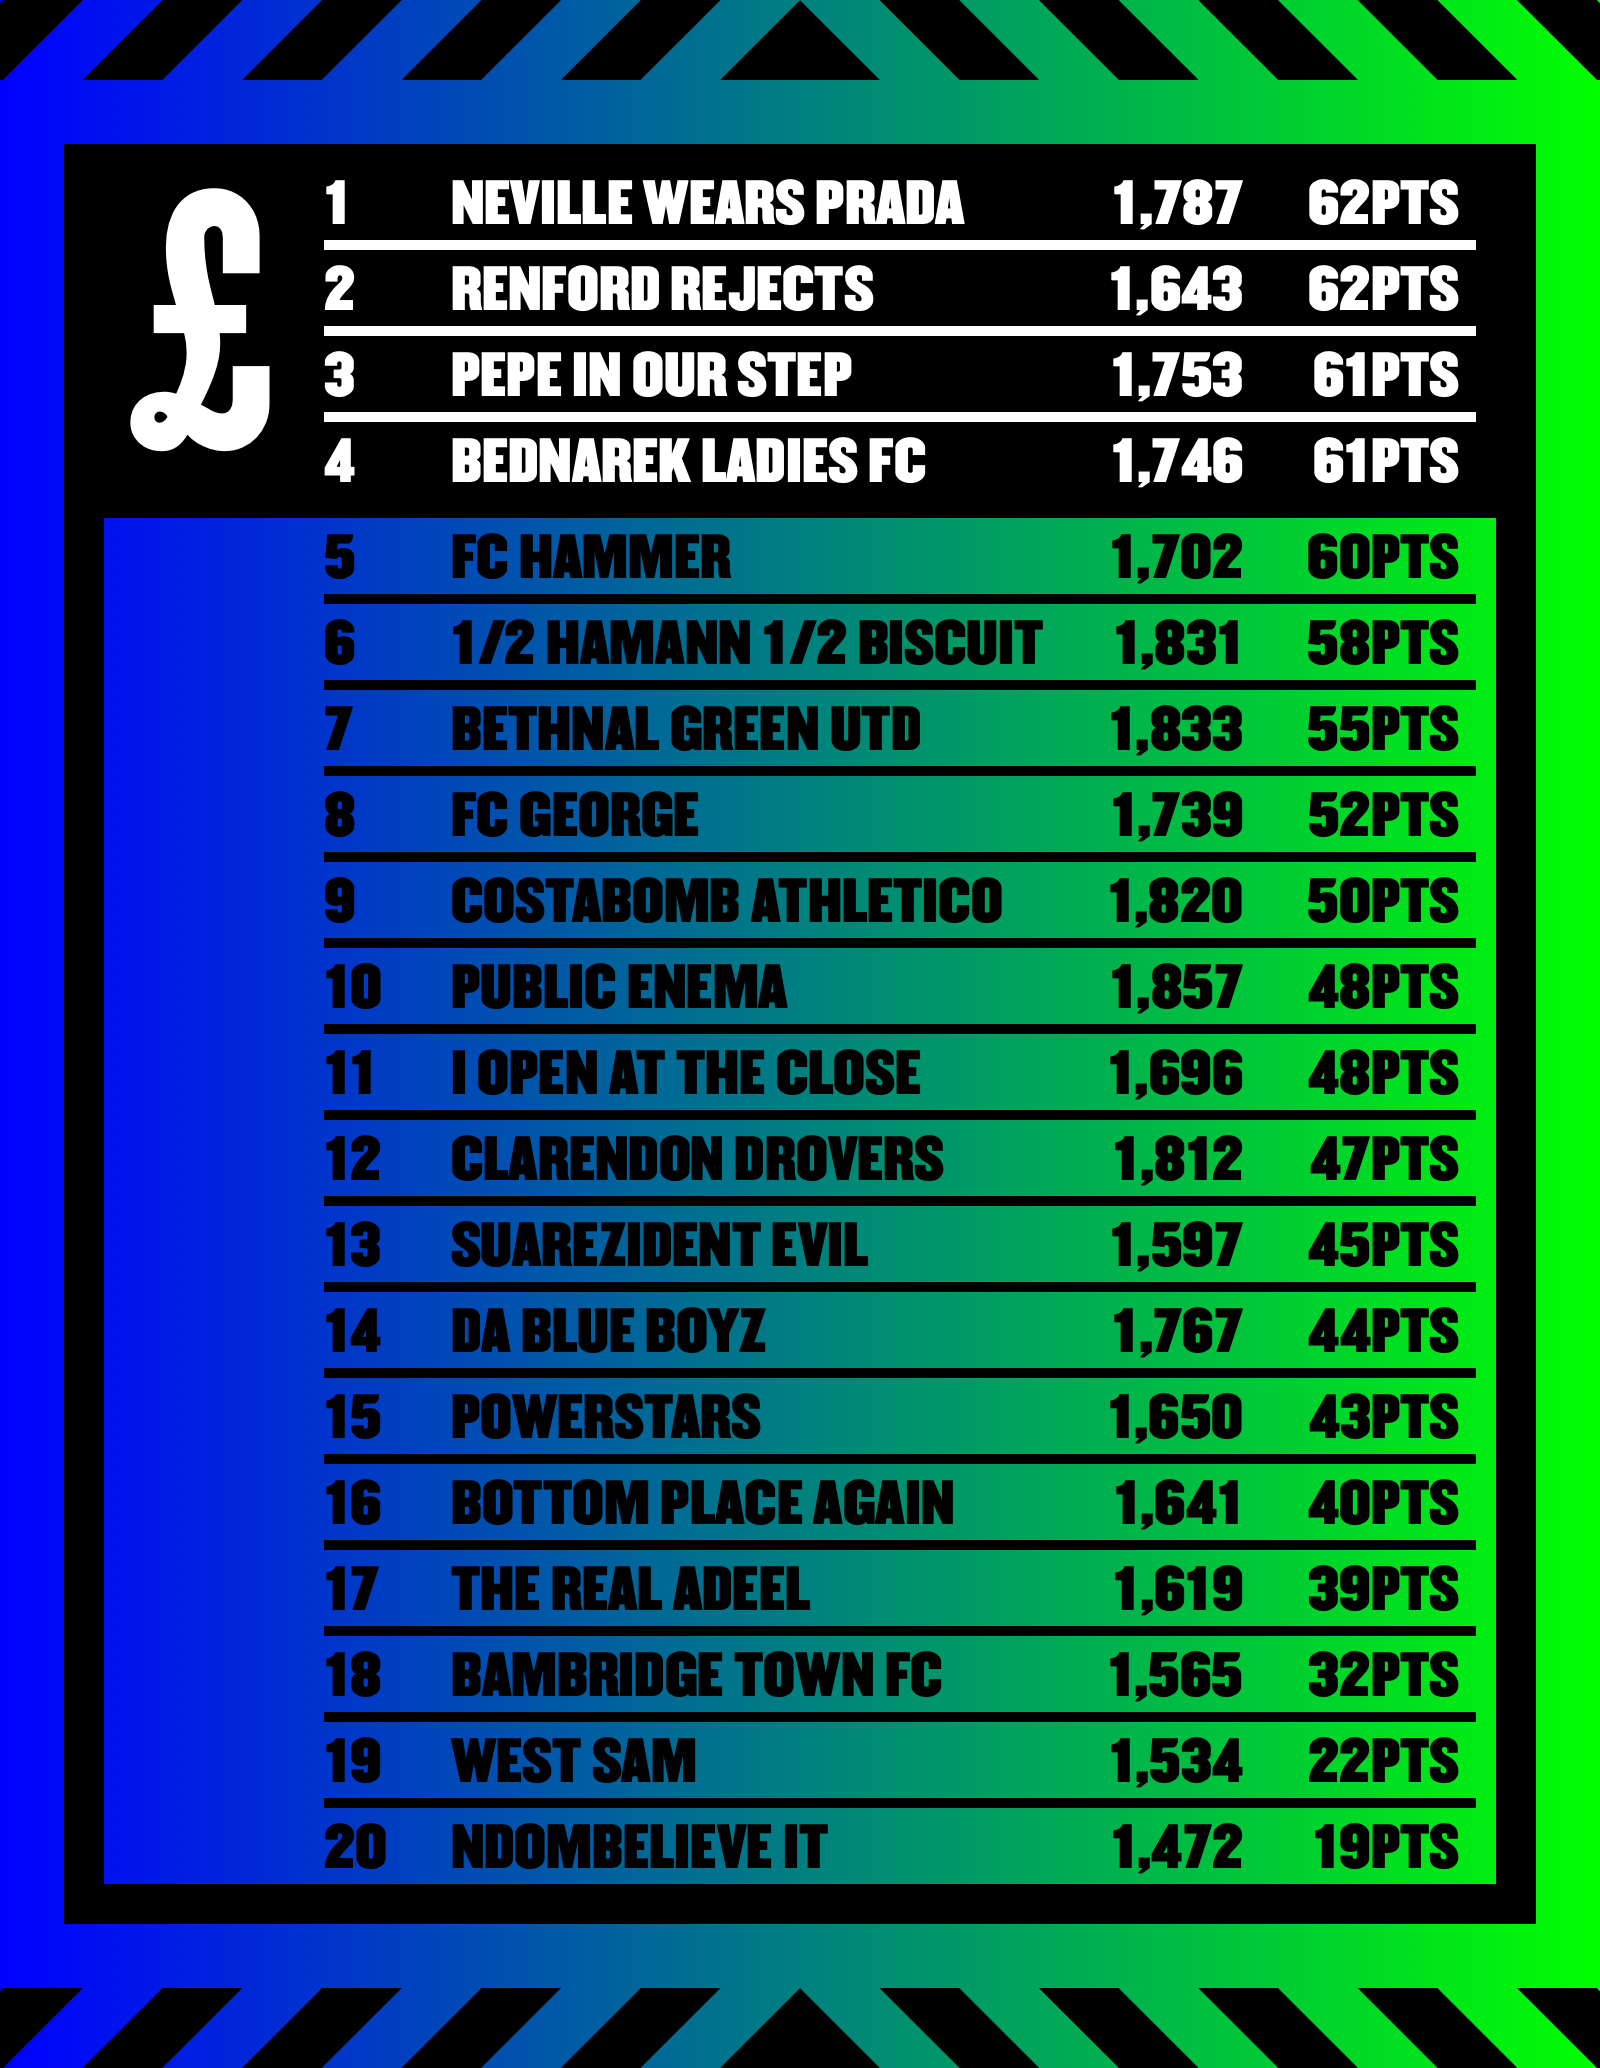 £
1 NEVILLE WEARS PRADA 1,787 62PTS
2 RENFORD REJECTS 1,643 62PTS
3 PEPE IN OUR STEP 1,753 61PTS
4 BEDNAREK LADIES FC 1,746 61PTS
5 FC HAMMER 1,702 60PTS
6 1/2 HAMANN 1/2 BISCUIT 1,831 58PTS
7 BETHNAL GREEN UTD 1,833 55PTS
8 FC GEORGE 1,739 52PTS
9 COSTABOMB ATHLETICO 1,820 50PTS
10 PUBLIC ENEMA 1,857 48PTS
11 I OPEN AT THE CLOSE 1,696 48PTS
12 CLARENDON DROVERS 1,812 47PTS
13 SUAREZIDENT EVIL 1,597 45PTS
14 DA BLUE BOYZ 1,767 44PTS
15 POWERSTARS 1,650 43PTS
16 BOTTOM PLACE AGAIN 1,641 40PTS
17 THE REAL ADEEL 1,619 39PTS
18 BAMBRIDGE TOWN FC 1,565 32PTS
19 WEST SAM 1,534 22PTS
20 NDOMBELIEVE IT 1,472 19PTS